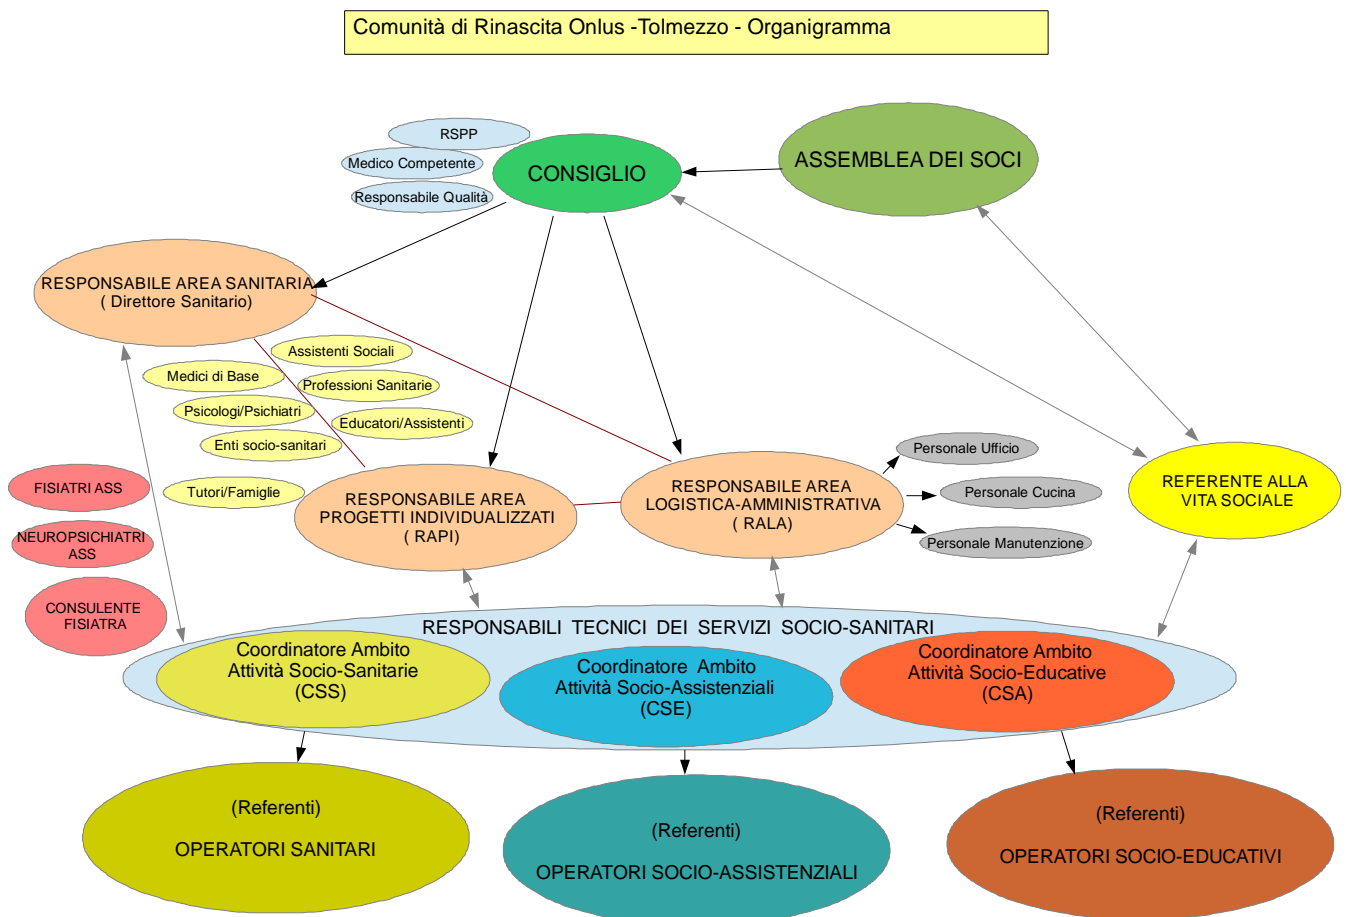 Comunità di Rinascita Onlus -Tolmezzo - Organigramma
RSPP
Medico Competente
Responsabile Qualità
CONSIGLIO
ASSEMBLEA DEI SOCI
RESPONSABILE AREA SANITARIA
( Direttore Sanitario)
Assistenti Sociali
Medici di Base
Professioni Sanitarie
Psicologi/Psichiatri
Educatori/Assistenti
Enti socio-sanitari
Tutori/Famiglie
FISIATRI ASS
NEUROPSICHIATRI
ASS
CONSULENTE
FISIATRA
RESPONSABILE AREA
PROGETTI INDIVIDUALIZZATI
( RAPI)
RESPONSABILE AREA
LOGISTICA-AMMINISTRATIVA
( RALA)
Personale Ufficio
Personale Cucina
Personale Manutenzione
REFERENTE ALLA
VITA SOCIALE
RESPONSABILI TECNICI DEI SERVIZI SOCIO-SANITARI
Coordinatore Ambito
Attività Socio-Sanitarie
(CSS)
Coordinatore Ambito
Attività Socio-Assistenziali
(CSE)
Coordinatore Ambito
Attività Socio-Educative
(CSA)
(Referenti)
OPERATORI SANITARI
(Referenti)
OPERATORI SOCIO-ASSISTENZIALI
(Referenti)
OPERATORI SOCIO-EDUCATIVI